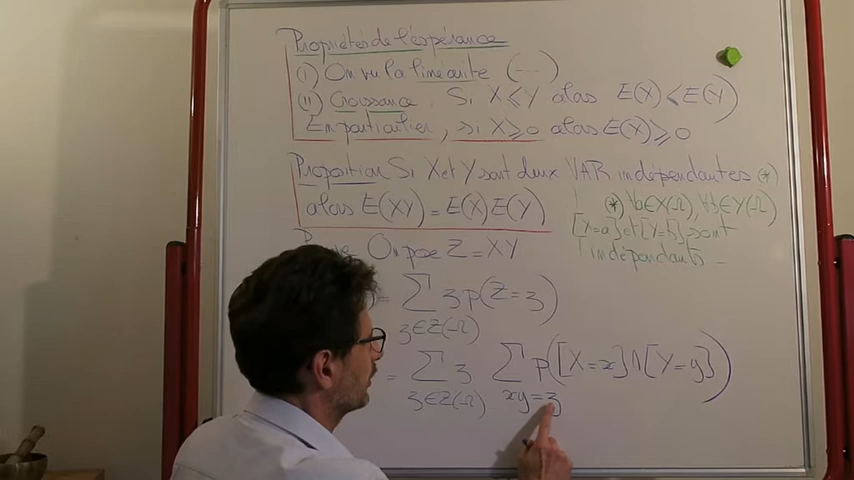 Propriétés de l'espérance
(i) On vu la linéarité (...)
(ii) Croissance : Si X ⩽ Y alors E(X) ⩽ E(Y)
En particulier, si X ⩾ 0 alors E(X) ⩾ 0
Proposition Si X et Y sont deux VAR indépendantes (*)
alors E(XY) = E(X)E(Y)
(*) ∀a∈X(Ω), ∀b∈Y(Ω)
[X=a] et [Y=b] sont
indépendants
On pose Z = XY
= ∑ z p(Z = z)
z∈Z(Ω)
= ∑ z ∑ p([X = x] ∩ [Y = y])
z∈Z(Ω) xy = z